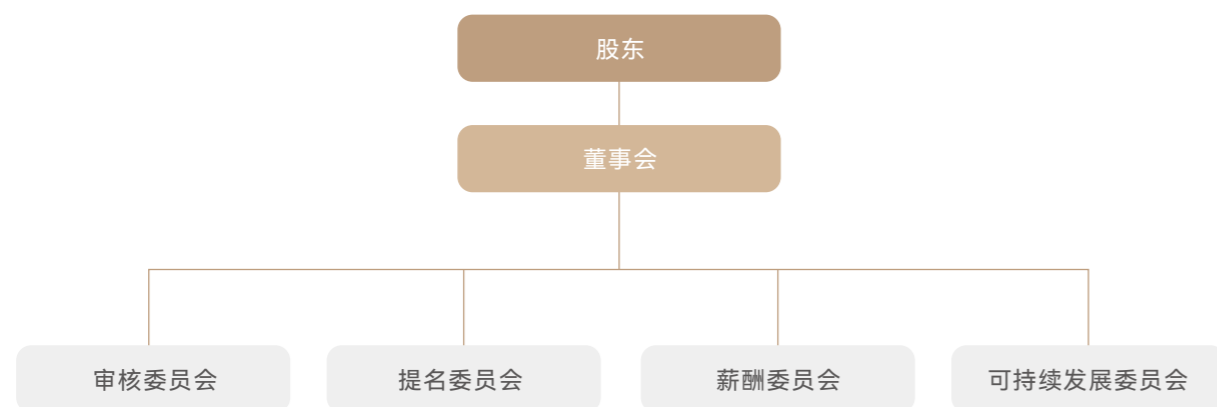 股东
董事会
审核委员会
提名委员会
薪酬委员会
可持续发展委员会